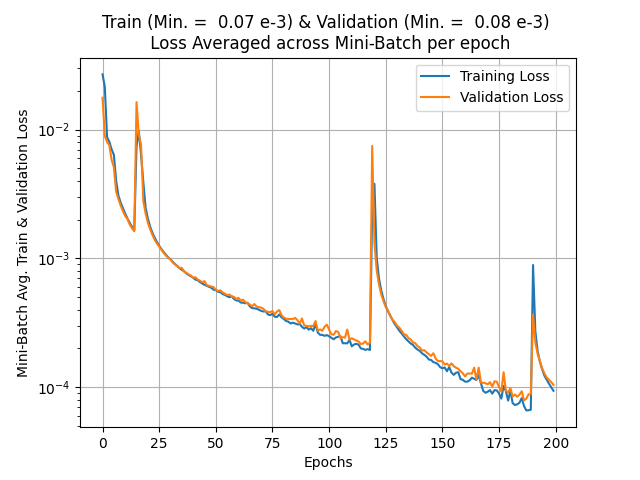 Train (Min. =  0.07 e-3) & Validation (Min. =  0.08 e-3)
Loss Averaged across Mini-Batch per epoch
Training Loss
Validation Loss
Mini-Batch Avg. Train & Validation Loss
10⁻²
10⁻³
10⁻⁴
0 25 50 75 100 125 150 175 200
Epochs